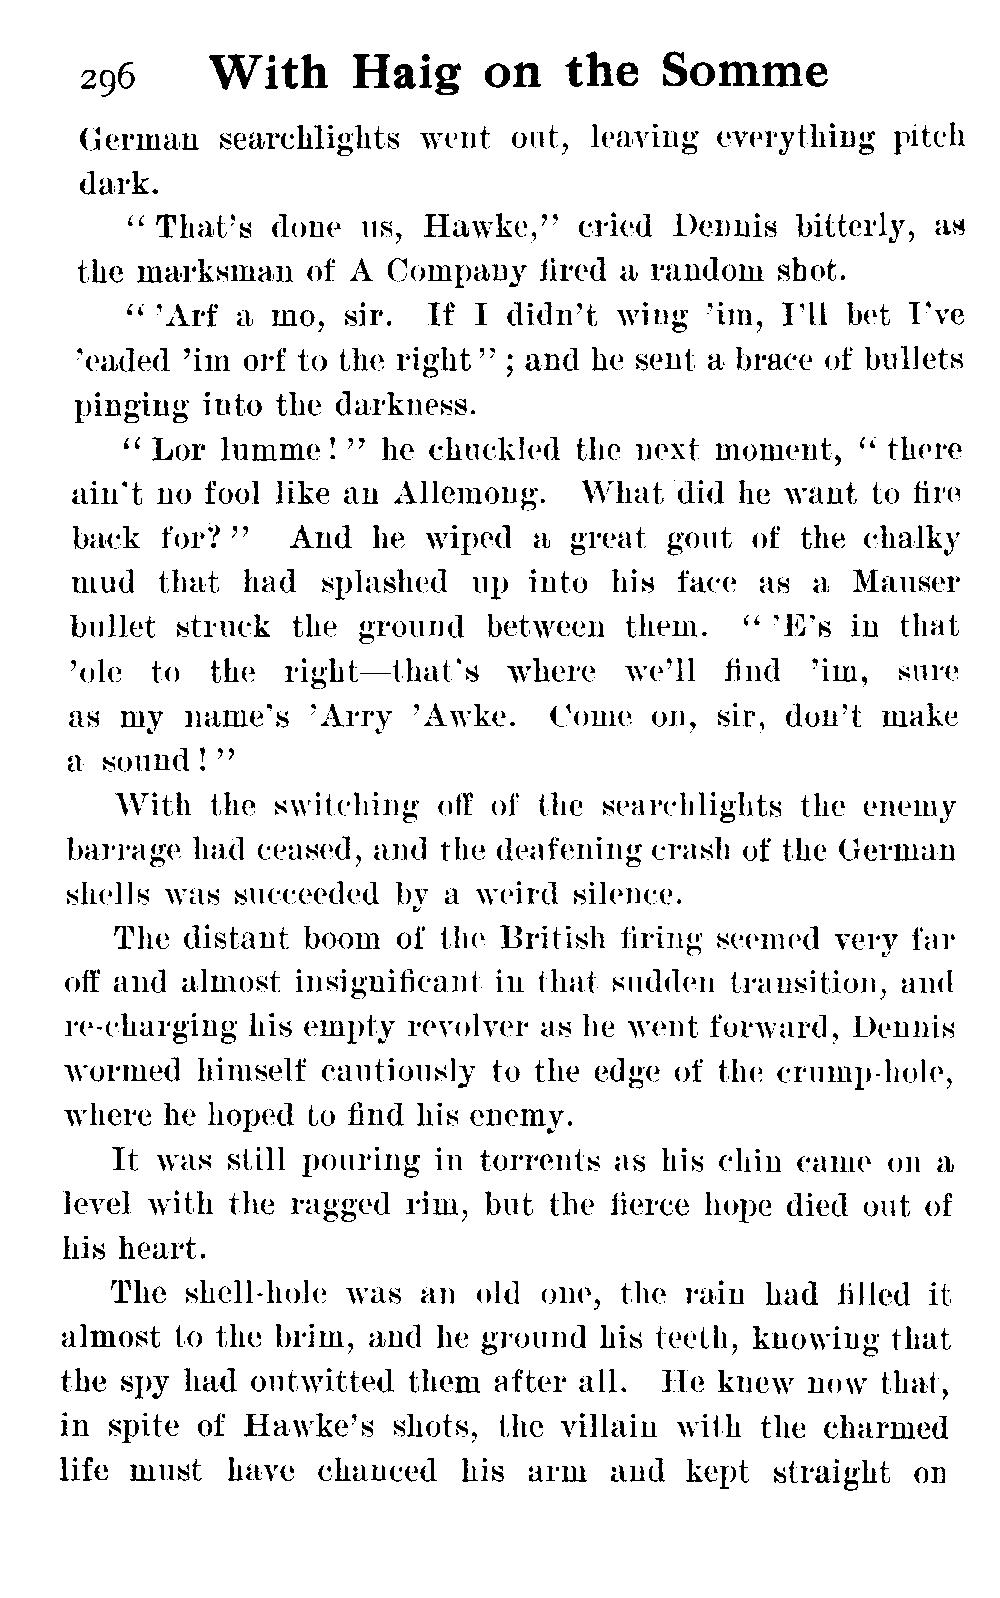 296 With Haig on the Somme
German searchlights went out, leaving everything pitch
dark.
“ That’s done us, Hawke,” cried Dennis bitterly, as
the marksman of A Company fired a random shot.
“ ’Arf a mo, sir. If I didn’t wing ’im, I’ll bet I’ve
’eaded ’im orf to the right” ; and he sent a brace of bullets
pinging into the darkness.
“ Lor lumme! ” he chuckled the next moment, “ there
ain’t no fool like an Allemong. What did he want to fire
back for? ” And he wiped a great gout of the chalky
mud that had splashed up into his face as a Mauser
bullet struck the ground between them. “ ’E’s in that
’ole to the right—that’s where we’ll find ’im, sure
as my name’s ’Arry ’Awke. Come on, sir, don’t make
a sound! ”
With the switching off of the searchlights the enemy
barrage had ceased, and the deafening crash of the German
shells was succeeded by a weird silence.
The distant boom of the British firing seemed very far
off and almost insignificant in that sudden transition, and
re-charging his empty revolver as he went forward, Dennis
wormed himself cautiously to the edge of the crump-hole,
where he hoped to find his enemy.
It was still pouring in torrents as his chin came on a
level with the ragged rim, but the fierce hope died out of
his heart.
The shell-hole was an old one, the rain had filled it
almost to the brim, and he ground his teeth, knowing that
the spy had outwitted them after all. He knew now that,
in spite of Hawke’s shots, the villain with the charmed
life must have chanced his arm and kept straight on